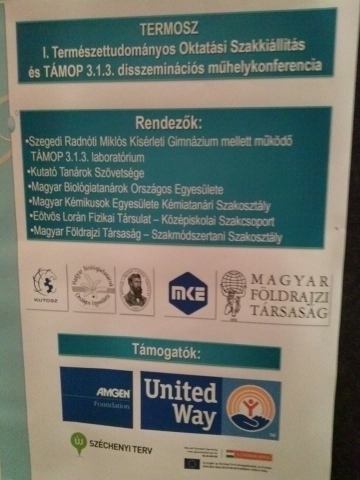 TERMOSZ
I. Természettudományos Oktatási Szakkiállítás
és TÁMOP 3.1.3. disszeminációs műhelykonferencia
Rendezők:
•Szegedi Radnóti Miklós Kísérleti Gimnázium mellett működő
TÁMOP 3.1.3. laboratórium
•Kutató Tanárok Szövetsége
•Magyar Biológiatanárok Országos Egyesülete
•Magyar Kémikusok Egyesülete Kémiatanári Szakosztály
•Eötvös Lorán Fizikai Társulat – Középiskolai Szakcsoport
•Magyar Földrajzi Társaság – Szakmódszertani Szakosztály
KUTOSZ
MKE
MAGYAR
FÖLDRAJZI
TÁRSASÁG
Támogatók:
AMGEN
Foundation
United
Way
ÚJ SZÉCHENYI TERV